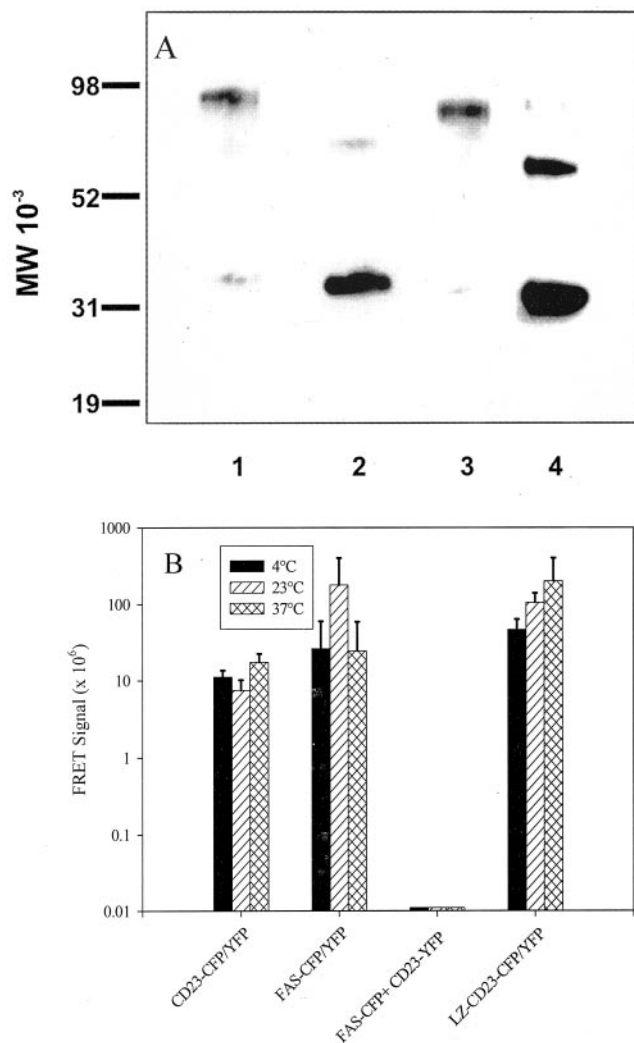 A
98
52
31
19
MW 10-3
1 2 3 4
B
4°C
23°C
37°C
1000
100
10
1
0.1
0.01
FRET Signal (x 10⁶)
CD23-CFP/YFP
FAS-CFP/YFP
FAS-CFP+ CD23-YFP
LZ-CD23-CFP/YFP